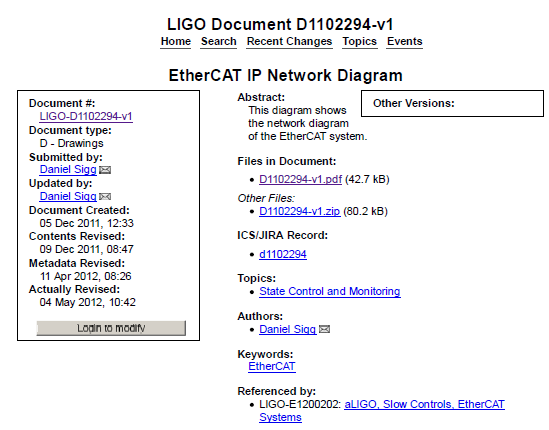 LIGO Document D1102294-v1
Home Search Recent Changes Topics Events
EtherCAT IP Network Diagram
Document #:
LIGO-D1102294-v1
Document type:
D - Drawings
Submitted by:
Daniel Sigg
Updated by:
Daniel Sigg
Document Created:
05 Dec 2011, 12:33
Contents Revised:
09 Dec 2011, 08:47
Metadata Revised:
11 Apr 2012, 08:26
Actually Revised:
04 May 2012, 10:42
Login to modify
Abstract:
This diagram shows
the network diagram
of the EtherCAT system.
Other Versions:
Files in Document:
• D1102294-v1.pdf (42.7 kB)
Other Files:
• D1102294-v1.zip (80.2 kB)
ICS/JIRA Record:
• d1102294
Topics:
• State Control and Monitoring
Authors:
• Daniel Sigg
Keywords:
EtherCAT
Referenced by:
• LIGO-E1200202: aLIGO, Slow Controls, EtherCAT
Systems